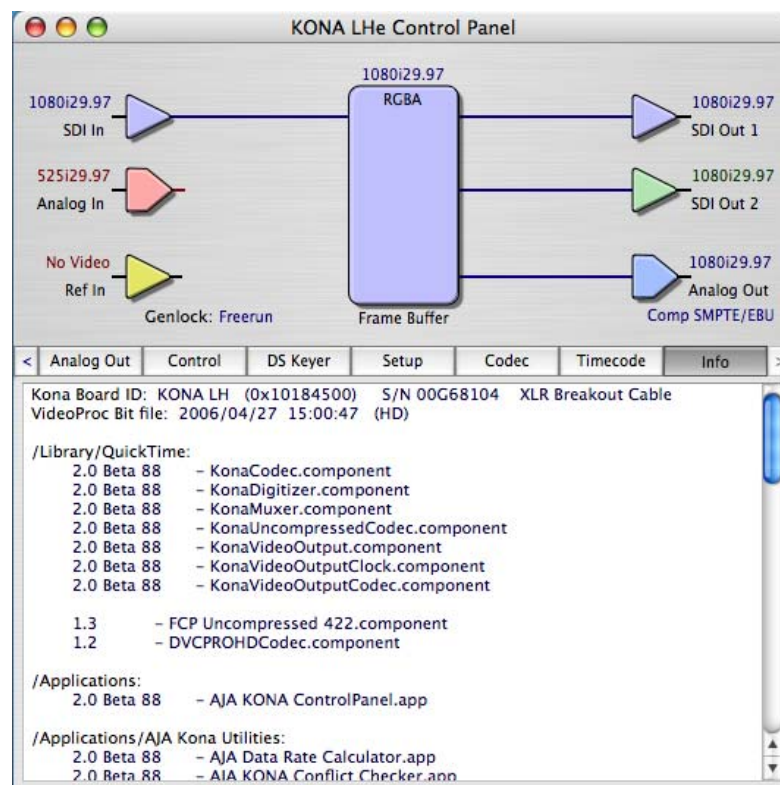 KONA LHe Control Panel
1080i29.97
RGBA
1080i29.97
SDI In
525i29.97
Analog In
No Video
Ref In
Genlock: Freerun
Frame Buffer
1080i29.97
SDI Out 1
1080i29.97
SDI Out 2
1080i29.97
Analog Out
Comp SMPTE/EBU
< Analog Out Control DS Keyer Setup Codec Timecode Info >
Kona Board ID: KONA LH (0x10184500) S/N 00G68104 XLR Breakout Cable
VideoProc Bit file: 2006/04/27 15:00:47 (HD)
/Library/QuickTime:
2.0 Beta 88 – KonaCodec.component
2.0 Beta 88 – KonaDigitizer.component
2.0 Beta 88 – KonaMuxer.component
2.0 Beta 88 – KonaUncompressedCodec.component
2.0 Beta 88 – KonaVideoOutput.component
2.0 Beta 88 – KonaVideoOutputClock.component
2.0 Beta 88 – KonaVideoOutputCodec.component
1.3 – FCP Uncompressed 422.component
1.2 – DVCPROHDCodec.component
/Applications:
2.0 Beta 88 – AJA KONA ControlPanel.app
/Applications/AJA Kona Utilities:
2.0 Beta 88 – AJA Data Rate Calculator.app
2.0 Beta 88 – AJA KONA Conflict Checker.app